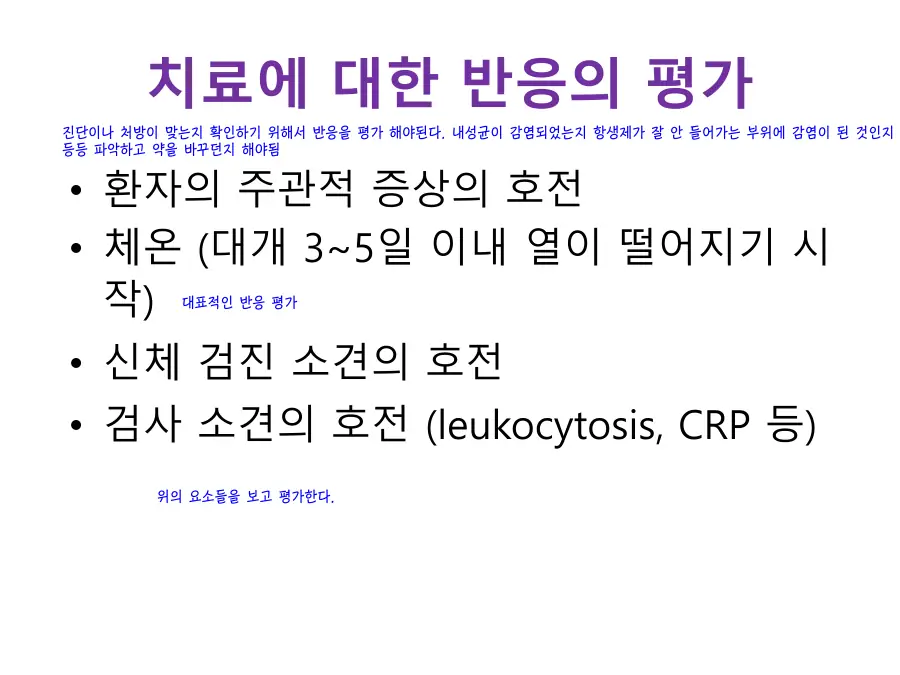 치료에 대한 반응의 평가
진단이나 처방이 맞는지 확인하기 위해서 반응을 평가 해야된다. 내성균이 감염되었는지 항생제가 잘 안 들어가는 부위에 감염이 된 것인지
등등 파악하고 약을 바꾸던지 해야됨
• 환자의 주관적 증상의 호전
• 체온 (대개 3~5일 이내 열이 떨어지기 시
작) 대표적인 반응 평가
• 신체 검진 소견의 호전
• 검사 소견의 호전 (leukocytosis, CRP 등)
위의 요소들을 보고 평가한다.